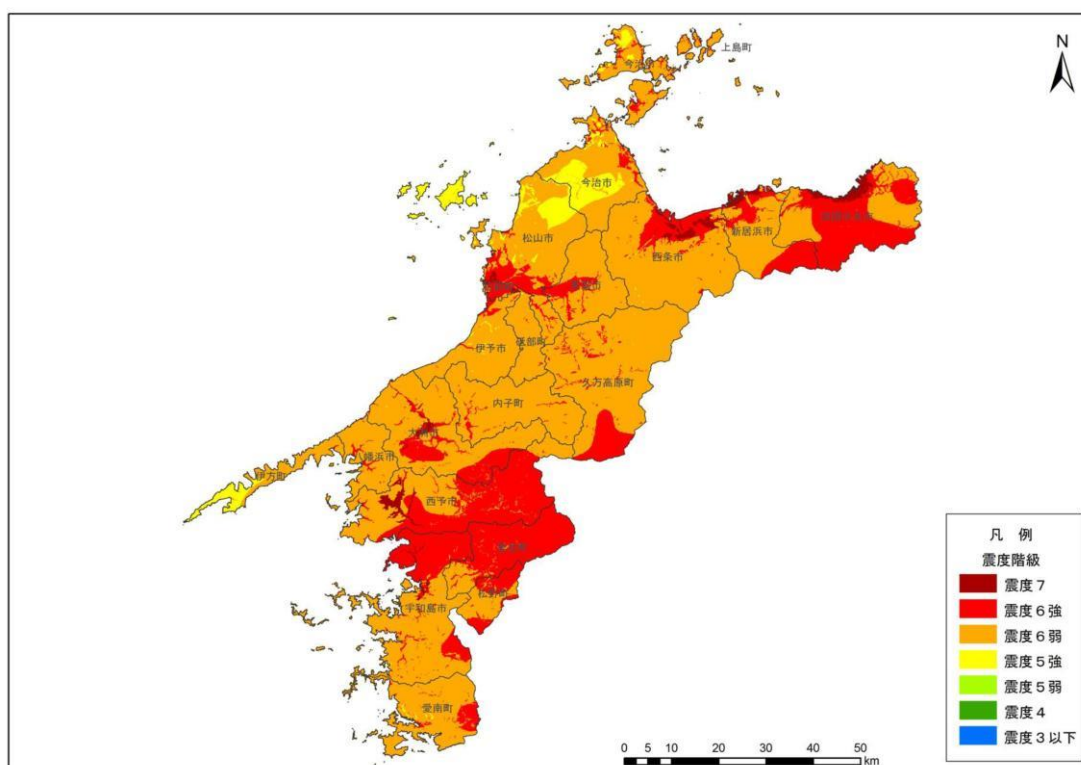 上島町
N
今治市
今治市
松山市
新居浜市
西条市
伊予市
砥部町
久万高原町
内子町
大洲市
八幡浜市
伊方町
西予市
松野町
宇和島市
愛南町
凡 例
震度階級
震度7
震度6強
震度6弱
震度5強
震度5弱
震度4
震度3以下
0 5 10 20 30 40 50
km